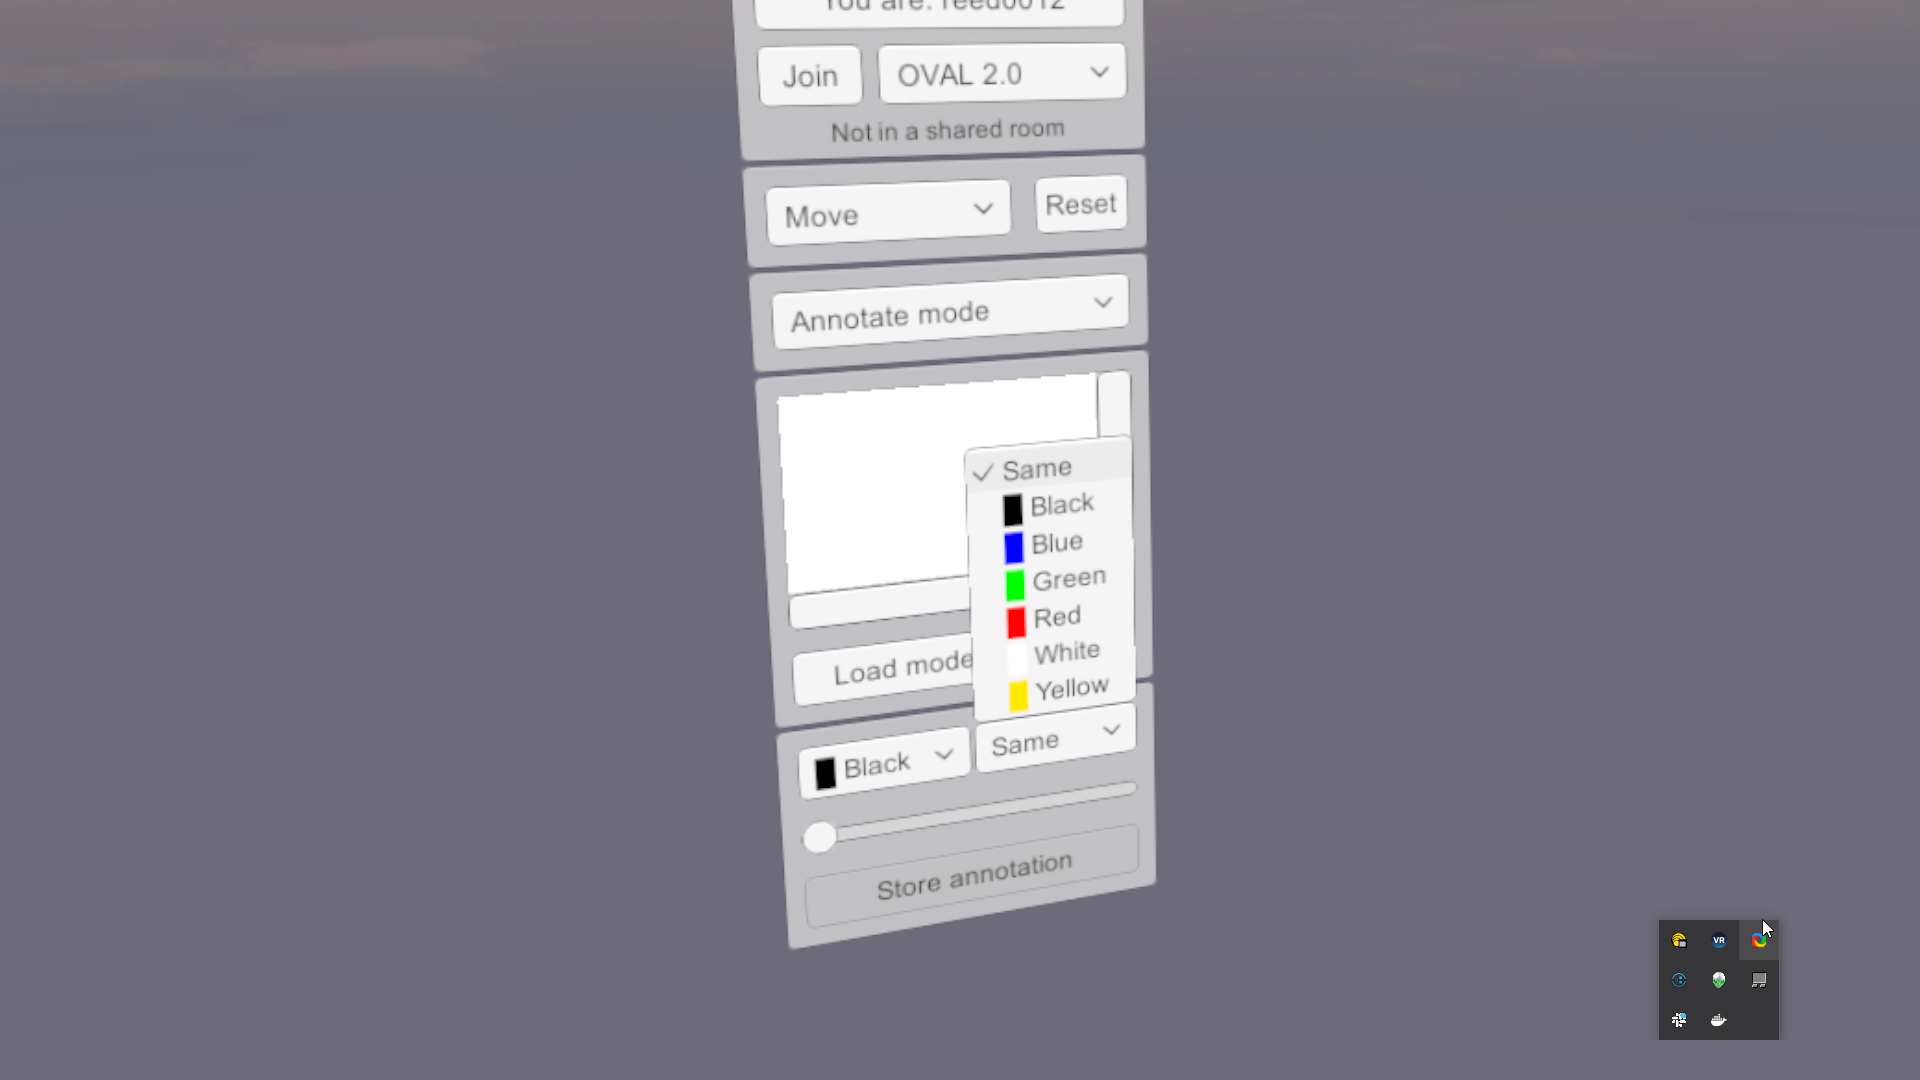 You are: reed0012
Join
OVAL 2.0
Not in a shared room
Move
Reset
Annotate mode
Same
Black
Blue
Green
Red
White
Yellow
Load mode
Black
Same
Store annotation
VR